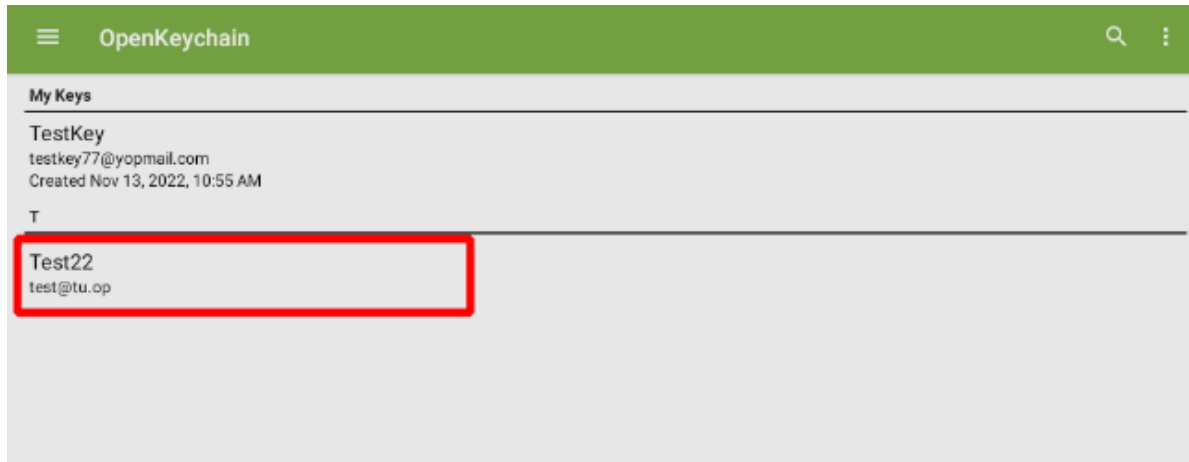 OpenKeychain
My Keys
TestKey
testkey77@yopmail.com
Created Nov 13, 2022, 10:55 AM
T
Test22
test@tu.op